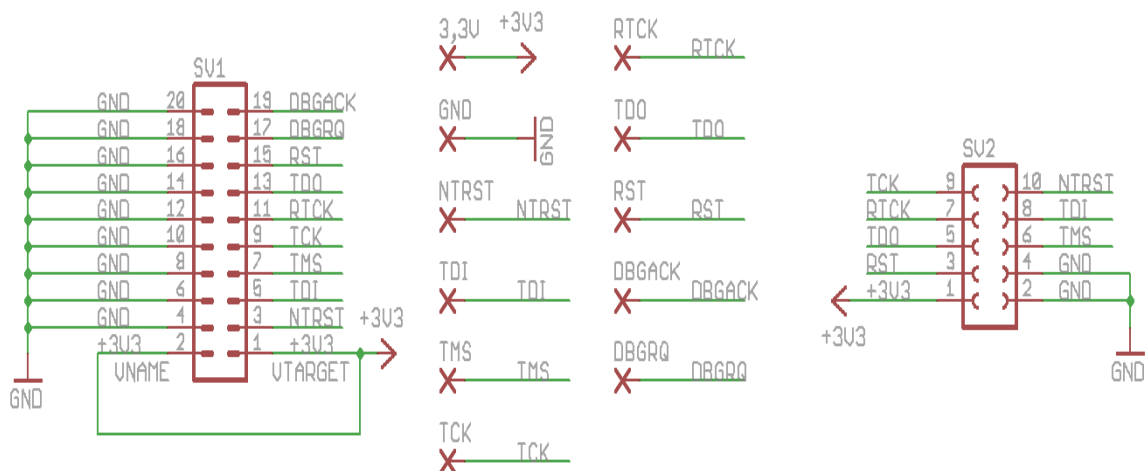 SV1
GND 20 19 DBGACK
GND 18 17 DBGRQ
GND 16 15 RST
GND 14 13 TDO
GND 12 11 RTCK
GND 10 9 TCK
GND 8 7 TMS
GND 6 5 TDI
GND 4 3 NTRST
+3V3
+3V3 2 1 +3V3
VNAME VTARGET
GND
3,3V +3V3
GND GND
NTRST NTRST
TDI TDI
TMS TMS
TCK TCK
RTCK RTCK
TDO TDO
RST RST
DBGACK DBGACK
DBGRQ DBGRQ
SV2
TCK 9 10 NTRST
RTCK 7 8 TDI
TDO 5 6 TMS
RST 3 4 GND
+3V3 1 2 GND
+3V3
GND